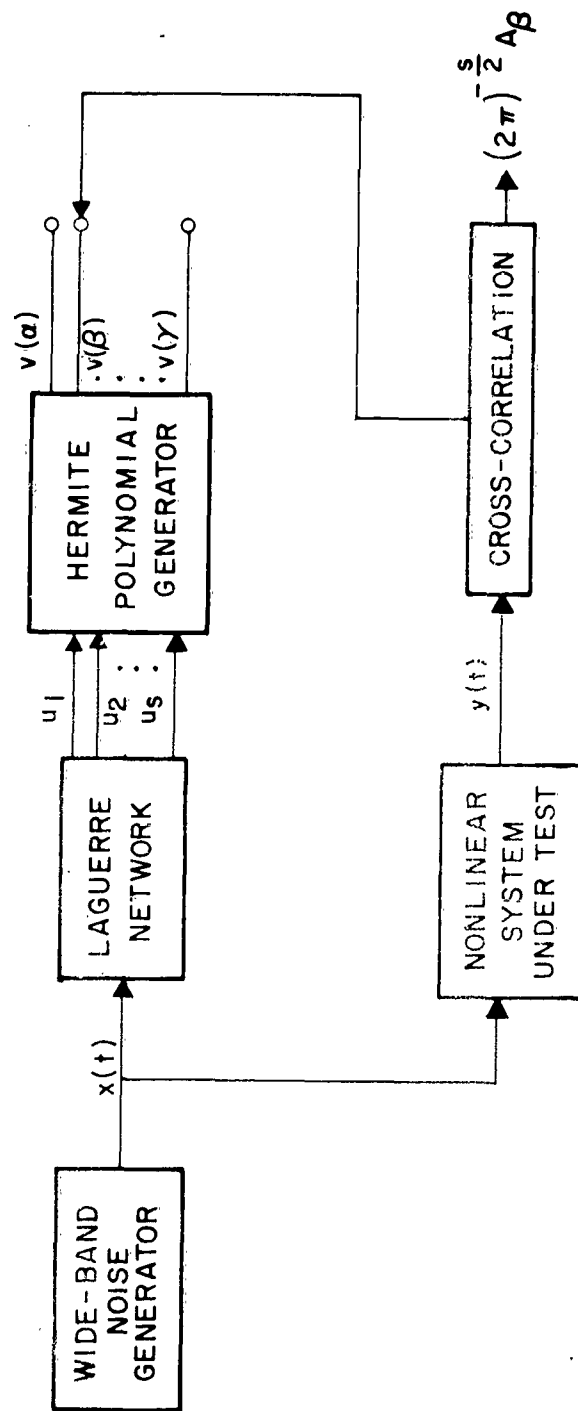 WIDE-BAND
NOISE
GENERATOR
x(t)
LAGUERRE
NETWORK
u1
u2
us
HERMITE
POLYNOMIAL
GENERATOR
v(α)
v(β)
v(γ)
NONLINEAR
SYSTEM
UNDER TEST
y(t)
CROSS-CORRELATION
(2π)^-s/2 Aβ